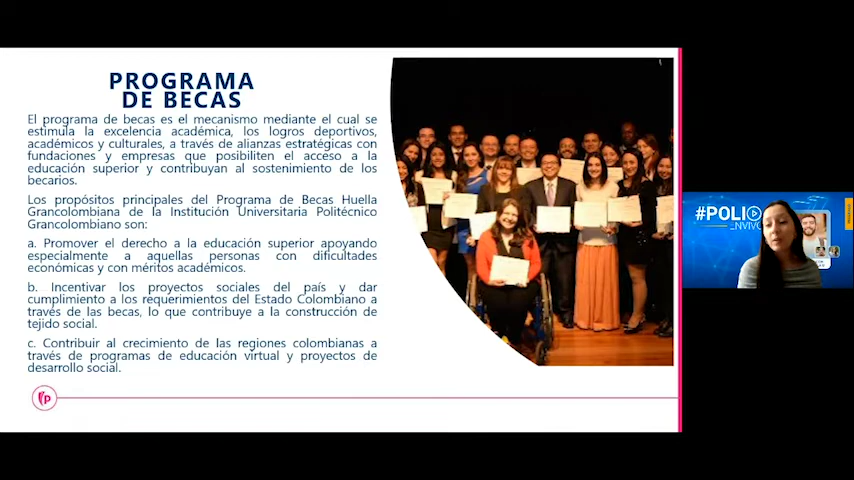 PROGRAMA
DE BECAS
El programa de becas es el mecanismo mediante el cual se
estimula la excelencia académica, los logros deportivos,
académicos y culturales, a través de alianzas estratégicas con
fundaciones y empresas que posibiliten el acceso a la
educación superior y contribuyan al sostenimiento de los
becarios.
Los propósitos principales del Programa de Becas Huella
Grancolombiana de la Institución Universitaria Politécnico
Grancolombiano son:
a. Promover el derecho a la educación superior apoyando
especialmente a aquellas personas con dificultades
económicas y con méritos académicos.
b. Incentivar los proyectos sociales del país y dar
cumplimiento a los requerimientos del Estado Colombiano a
través de las becas, lo que contribuye a la construcción de
tejido social.
c. Contribuir al crecimiento de las regiones colombianas a
través de programas de educación virtual y proyectos de
desarrollo social.
P
#POLI
_NVIVO